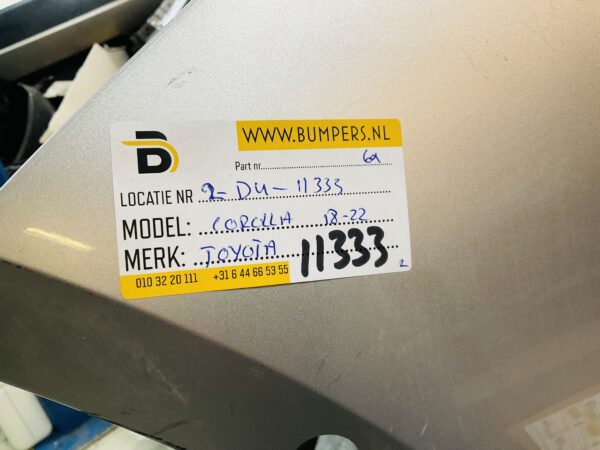 WWW.BUMPERS.NL
Part nr. 6a
LOCATIE NR 2-DU-11333
MODEL: COROLLA 18-22
MERK: TOYOTA 11333
010 32 20 111 +31 6 44 66 53 55 2